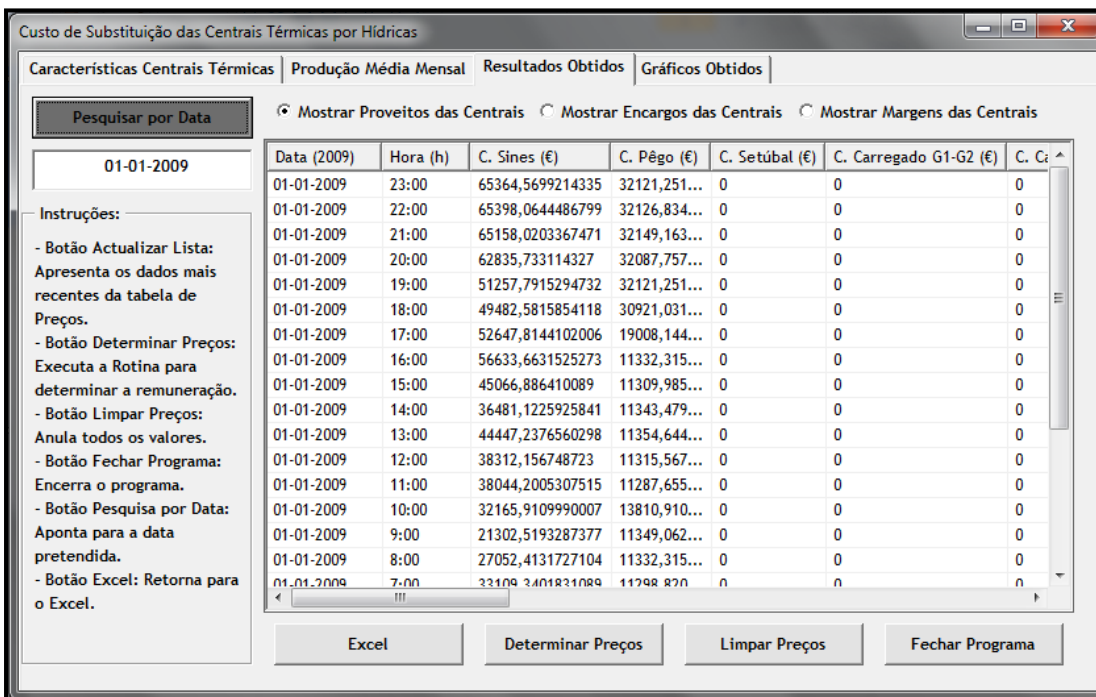 Custo de Substituição das Centrais Térmicas por Hídricas
Características Centrais Térmicas Produção Média Mensal Resultados Obtidos Gráficos Obtidos
Pesquisar por Data
Mostrar Proveitos das Centrais Mostrar Encargos das Centrais Mostrar Margens das Centrais
01-01-2009
Instruções:
- Botão Actualizar Lista:
Apresenta os dados mais
recentes da tabela de
Preços.
- Botão Determinar Preços:
Executa a Rotina para
determinar a remuneração.
- Botão Limpar Preços:
Anula todos os valores.
- Botão Fechar Programa:
Encerra o programa.
- Botão Pesquisa por Data:
Aponta para a data
pretendida.
- Botão Excel: Retorna para
o Excel.
Data (2009) Hora (h) C. Sines (€) C. Pêgo (€) C. Setúbal (€) C. Carregado G1-G2 (€) C. Ca
01-01-2009 23:00 65364,5699214335 32121,251... 0 0 0
01-01-2009 22:00 65398,0644486799 32126,834... 0 0 0
01-01-2009 21:00 65158,0203367471 32149,163... 0 0 0
01-01-2009 20:00 62835,733114327 32087,757... 0 0 0
01-01-2009 19:00 51257,7915294732 32121,251... 0 0 0
01-01-2009 18:00 49482,5815854118 30921,031... 0 0 0
01-01-2009 17:00 52647,8144102006 19008,144... 0 0 0
01-01-2009 16:00 56633,6631525273 11332,315... 0 0 0
01-01-2009 15:00 45066,886410089 11309,985... 0 0 0
01-01-2009 14:00 36481,1225925841 11343,479... 0 0 0
01-01-2009 13:00 44447,2376560298 11354,644... 0 0 0
01-01-2009 12:00 38312,156748723 11315,567... 0 0 0
01-01-2009 11:00 38044,2005307515 11287,655... 0 0 0
01-01-2009 10:00 32165,9109990007 13810,910... 0 0 0
01-01-2009 9:00 21302,5193287377 11349,062... 0 0 0
01-01-2009 8:00 27052,4131727104 11332,315... 0 0 0
01-01-2009 7:00 33109,3401831089 11298,820... 0 0 0
Excel Determinar Preços Limpar Preços Fechar Programa